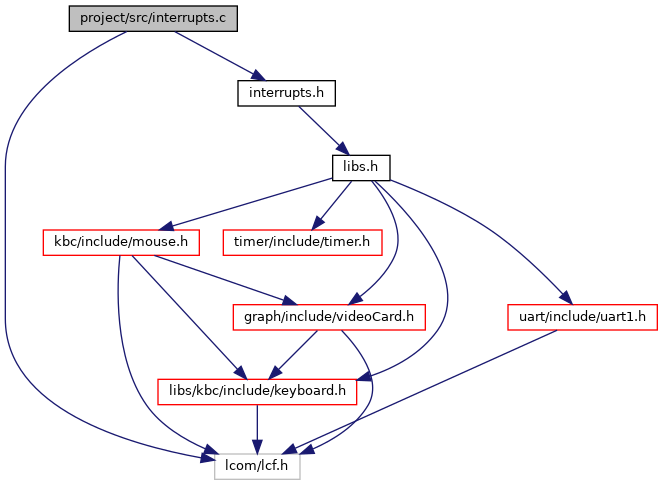 project/src/interrupts.c
interrupts.h
libs.h
kbc/include/mouse.h
timer/include/timer.h
graph/include/videoCard.h
uart/include/uart1.h
libs/kbc/include/keyboard.h
lcom/lcf.h